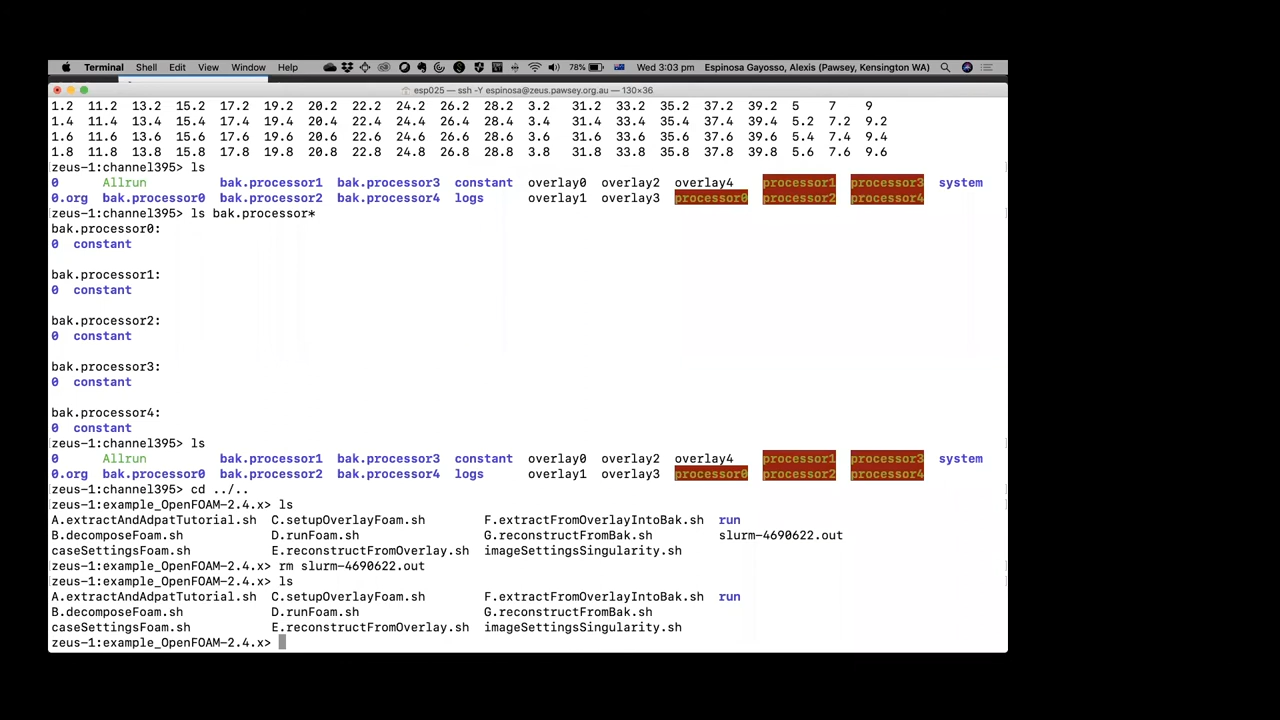 Terminal Shell Edit View Window Help 78% Wed 3:03 pm Espinosa Gayosso, Alexis (Pawsey, Kensington WA)
esp025 — ssh -Y espinosa@zeus.pawsey.org.au — 130×36
1.2 11.2 13.2 15.2 17.2 19.2 20.2 22.2 24.2 26.2 28.2 3.2 31.2 33.2 35.2 37.2 39.2 5 7 9
1.4 11.4 13.4 15.4 17.4 19.4 20.4 22.4 24.4 26.4 28.4 3.4 31.4 33.4 35.4 37.4 39.4 5.2 7.2 9.2
1.6 11.6 13.6 15.6 17.6 19.6 20.6 22.6 24.6 26.6 28.6 3.6 31.6 33.6 35.6 37.6 39.6 5.4 7.4 9.4
1.8 11.8 13.8 15.8 17.8 19.8 20.8 22.8 24.8 26.8 28.8 3.8 31.8 33.8 35.8 37.8 39.8 5.6 7.6 9.6
zeus-1:channel395> ls
0 Allrun bak.processor1 bak.processor3 constant overlay0 overlay2 overlay4 processor1 processor3 system
0.org bak.processor0 bak.processor2 bak.processor4 logs overlay1 overlay3 processor0 processor2 processor4
zeus-1:channel395> ls bak.processor*
bak.processor0:
0 constant
bak.processor1:
0 constant
bak.processor2:
0 constant
bak.processor3:
0 constant
bak.processor4:
0 constant
zeus-1:channel395> ls
0 Allrun bak.processor1 bak.processor3 constant overlay0 overlay2 overlay4 processor1 processor3 system
0.org bak.processor0 bak.processor2 bak.processor4 logs overlay1 overlay3 processor0 processor2 processor4
zeus-1:channel395> cd ../..
zeus-1:example_OpenFOAM-2.4.x> ls
A.extractAndAdpatTutorial.sh C.setupOverlayFoam.sh F.extractFromOverlayIntoBak.sh run
B.decomposeFoam.sh D.runFoam.sh G.reconstructFromBak.sh slurm-4690622.out
caseSettingsFoam.sh E.reconstructFromOverlay.sh imageSettingsSingularity.sh
zeus-1:example_OpenFOAM-2.4.x> rm slurm-4690622.out
zeus-1:example_OpenFOAM-2.4.x> ls
A.extractAndAdpatTutorial.sh C.setupOverlayFoam.sh F.extractFromOverlayIntoBak.sh run
B.decomposeFoam.sh D.runFoam.sh G.reconstructFromBak.sh
caseSettingsFoam.sh E.reconstructFromOverlay.sh imageSettingsSingularity.sh
zeus-1:example_OpenFOAM-2.4.x>